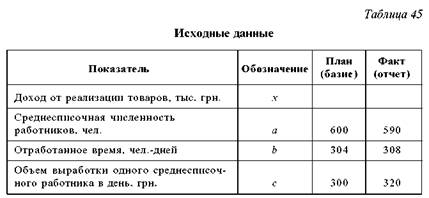 Таблица 45
Исходные данные
Показатель Обозначение План (базис) Факт (отчет)
Доход от реализации товаров, тыс. грн. x
Среднесписочная численность
работников, чел. a 600 590
Отработанное время, чел.-дней b 304 308
Объем выработки одного среднесписоч-
ного работника в день, грн. c 300 320